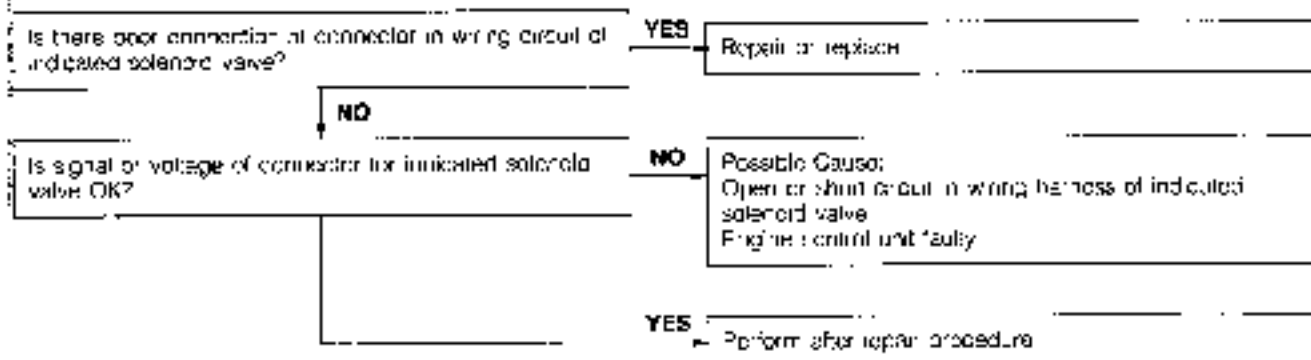 Is there poor connection of connector in wiring circuit of
indicated solenoid valve?
YES
Repair or replace
NO
Is signal or voltage of connector for indicated solenoid
valve OK?
NO
Possible Cause:
Open or short circuit in wiring harness of indicated
solenoid valve
Engine control unit faulty
YES
Perform after repair procedure